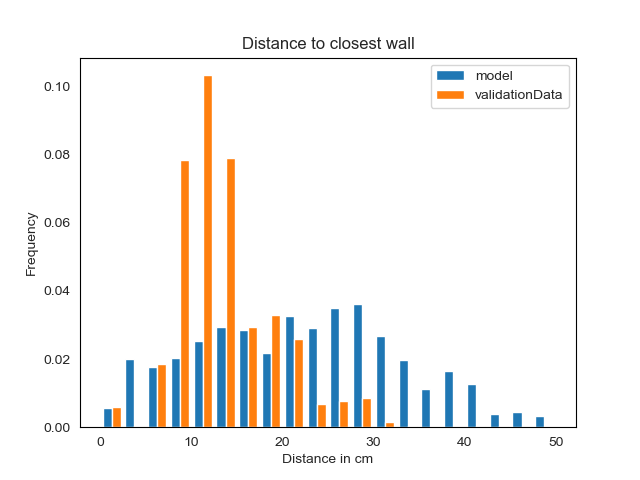 Distance to closest wall
model
validationData
Frequency
0.10
0.08
0.06
0.04
0.02
0.00
0 10 20 30 40 50
Distance in cm